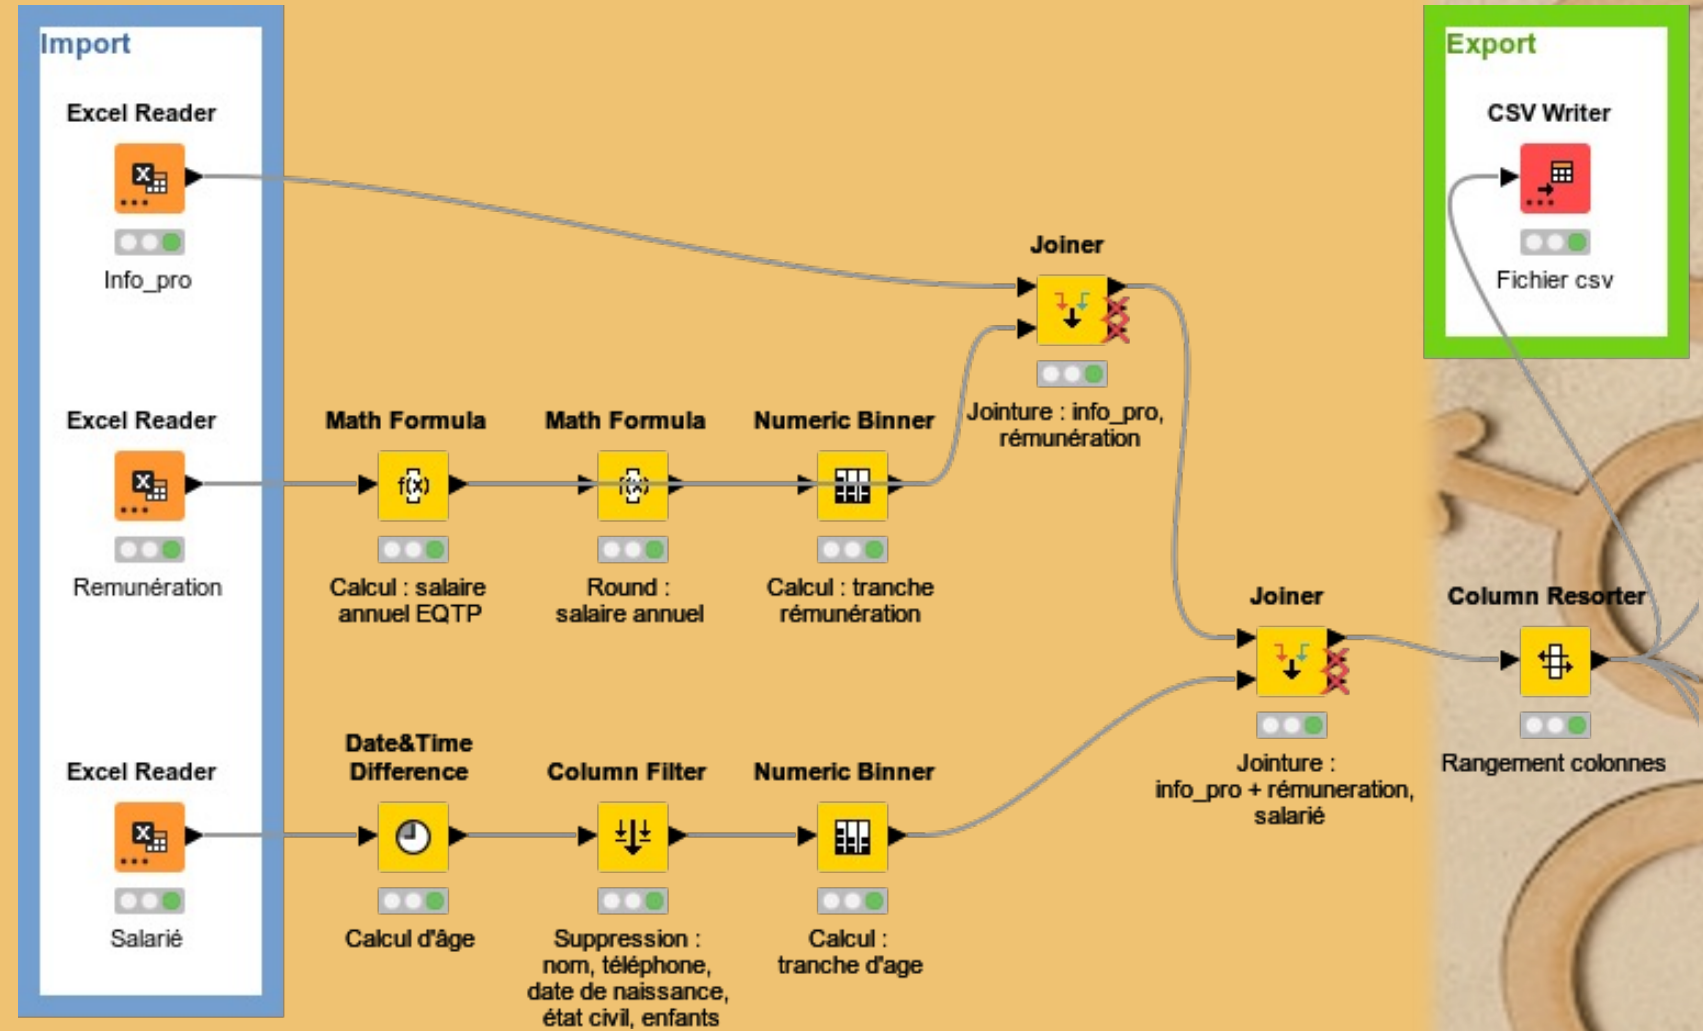 Import
Excel Reader
Info_pro
Excel Reader
Remunération
Excel Reader
Salarié
Math Formula
f(x)
Calcul : salaire
annuel EQTP
Math Formula
f(x)
Round :
salaire annuel
Numeric Binner
Calcul : tranche
rémunération
Joiner
Jointure : info_pro,
rémunération
Date&Time
Difference
Calcul d'âge
Column Filter
Suppression :
nom, téléphone,
date de naissance,
état civil, enfants
Numeric Binner
Calcul :
tranche d'age
Joiner
Jointure :
info_pro + rémuneration,
salarié
Column Resorter
Rangement colonnes
Export
CSV Writer
Fichier csv